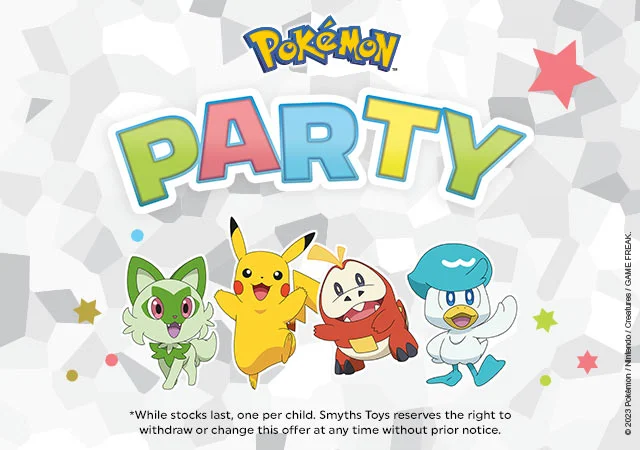 POKéMON
TM
PARTY
*While stocks last, one per child. Smyths Toys reserves the right to
withdraw or change this offer at any time without prior notice.
© 2023 Pokémon / Nintendo / Creatures / GAME FREAK.